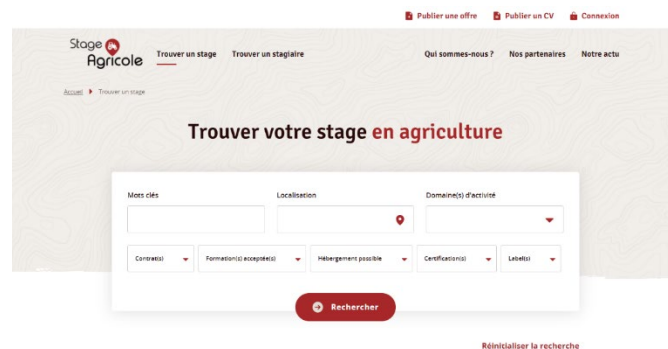 Publier une offre Publier un CV Connexion
Stage Agricole
Trouver un stage Trouver un stagiaire Qui sommes-nous ? Nos partenaires Notre actu
Accueil Trouver un stage
Trouver votre stage en agriculture
Mots clés Localisation Domaine(s) d'activité
Contrat(s) Formation(s) acceptée(s) Hébergement possible Certification(s) Label(s)
Rechercher
Réinitialiser la recherche